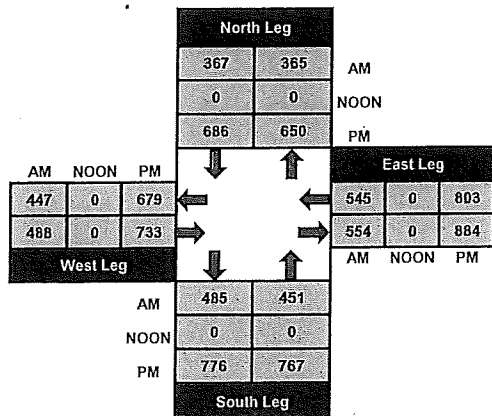 North Leg
367 365 AM
0 0 NOON
686 650 PM
AM NOON PM
East Leg
447 0 679
545 0 803
488 0 733
554 0 884
West Leg
AM NOON PM
AM 485 451
NOON 0 0
PM 776 767
South Leg